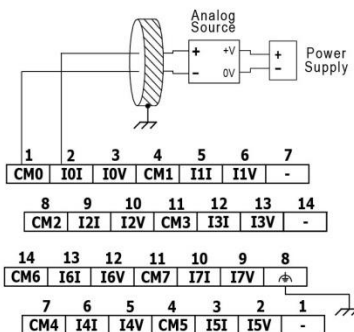 Analog
Source
+ +V + Power
- 0V - Supply
1 2 3 4 5 6 7
CM0 I0I I0V CM1 I1I I1V -
8 9 10 11 12 13 14
CM2 I2I I2V CM3 I3I I3V -
14 13 12 11 10 9 8
CM6 I6I I6V CM7 I7I I7V
7 6 5 4 3 2 1
CM4 I4I I4V CM5 I5I I5V -